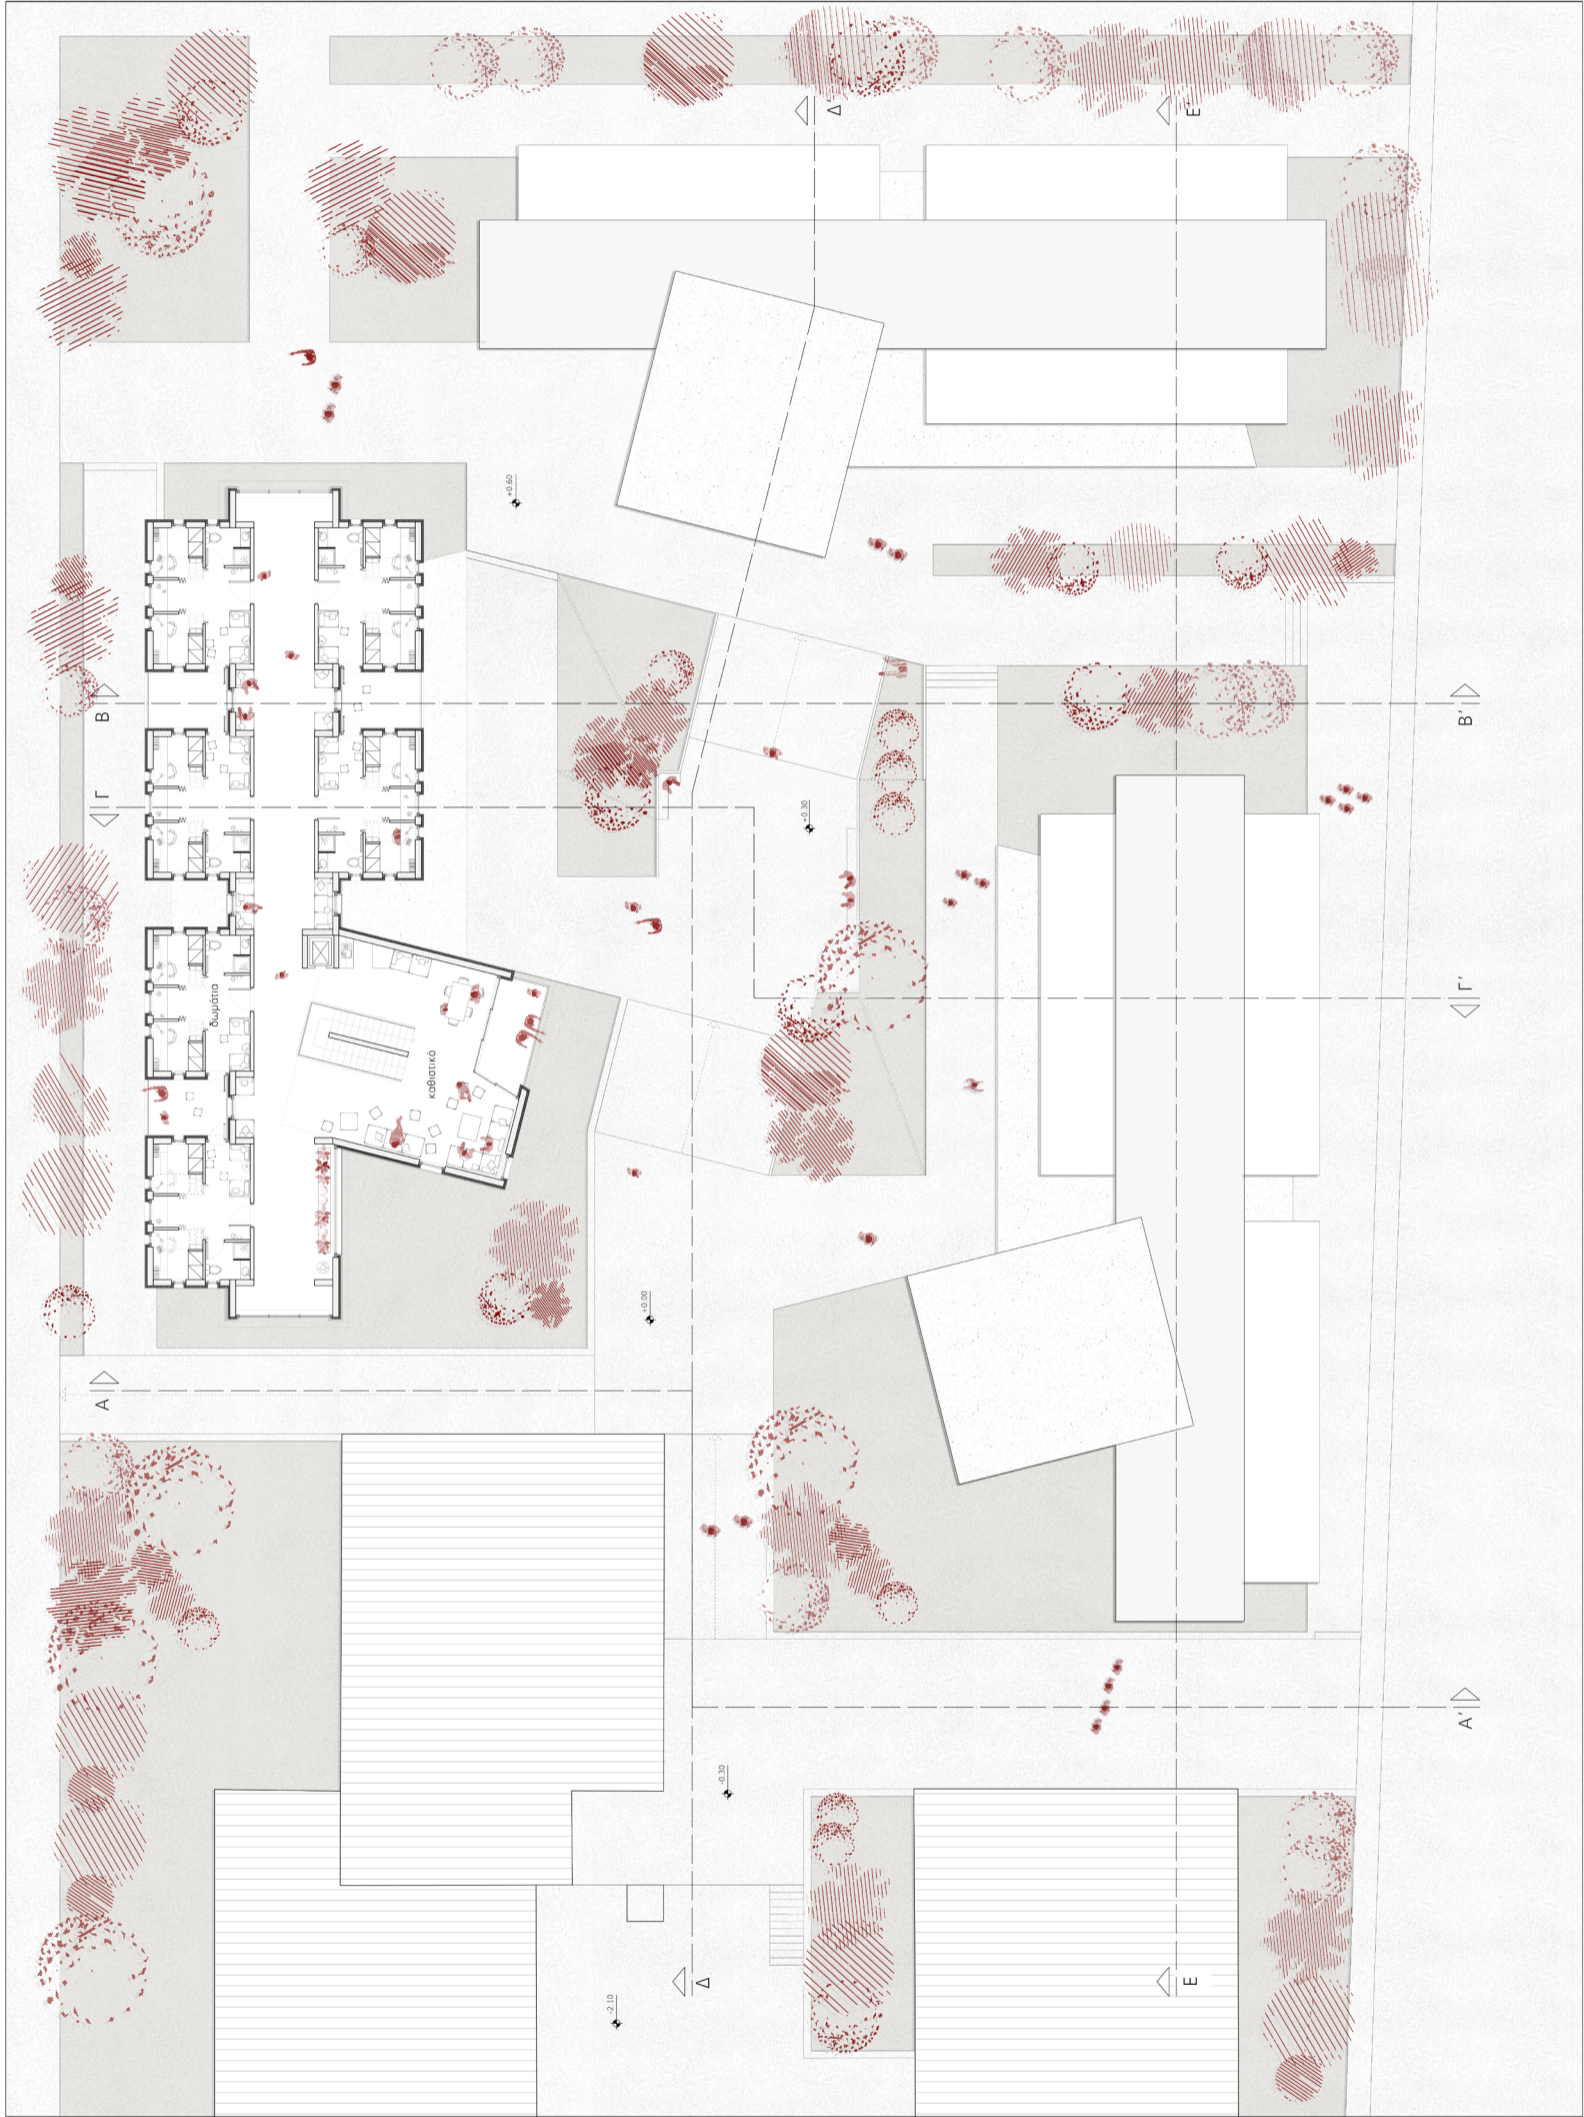 Δ
Ε'
+0.60
Β
Β'
Γ
+0.30
δωμάτια
καθιστικό
Γ'
+0.00
Α
Α'
-0.30
Δ
Ε
-2.10